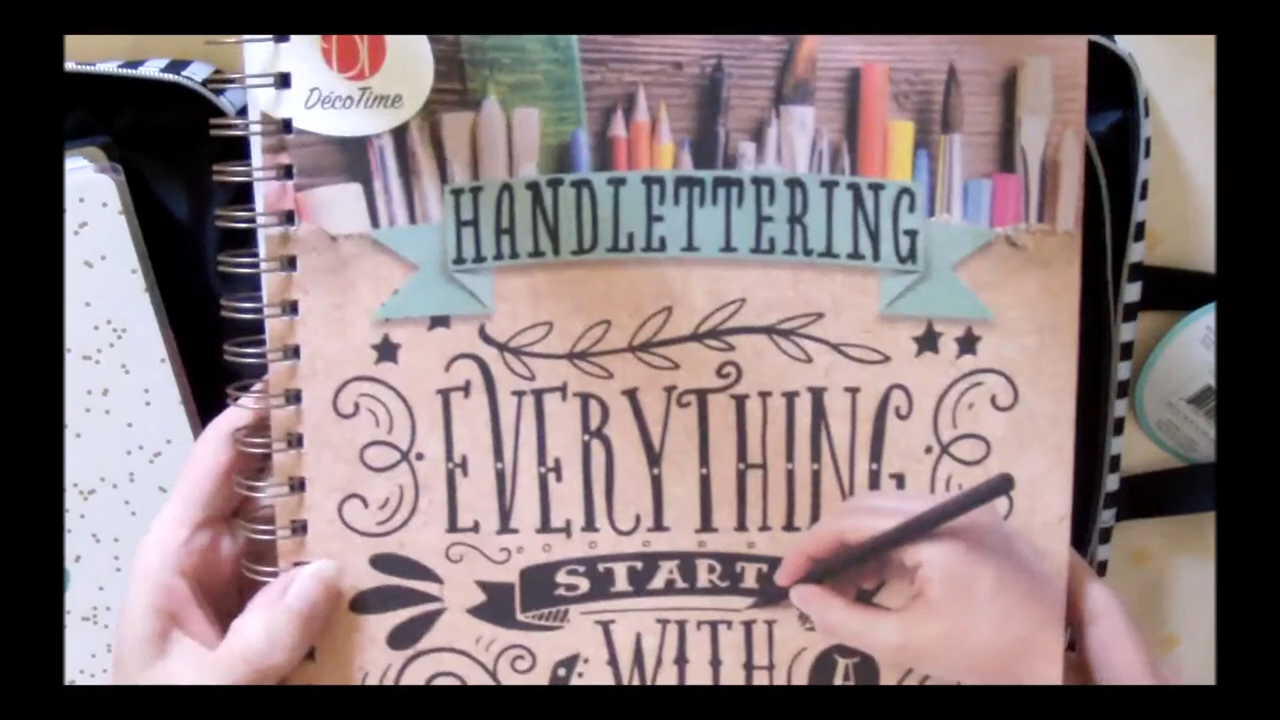 DécoTime
HANDLETTERING
EVERYTHING
START
WITH
A